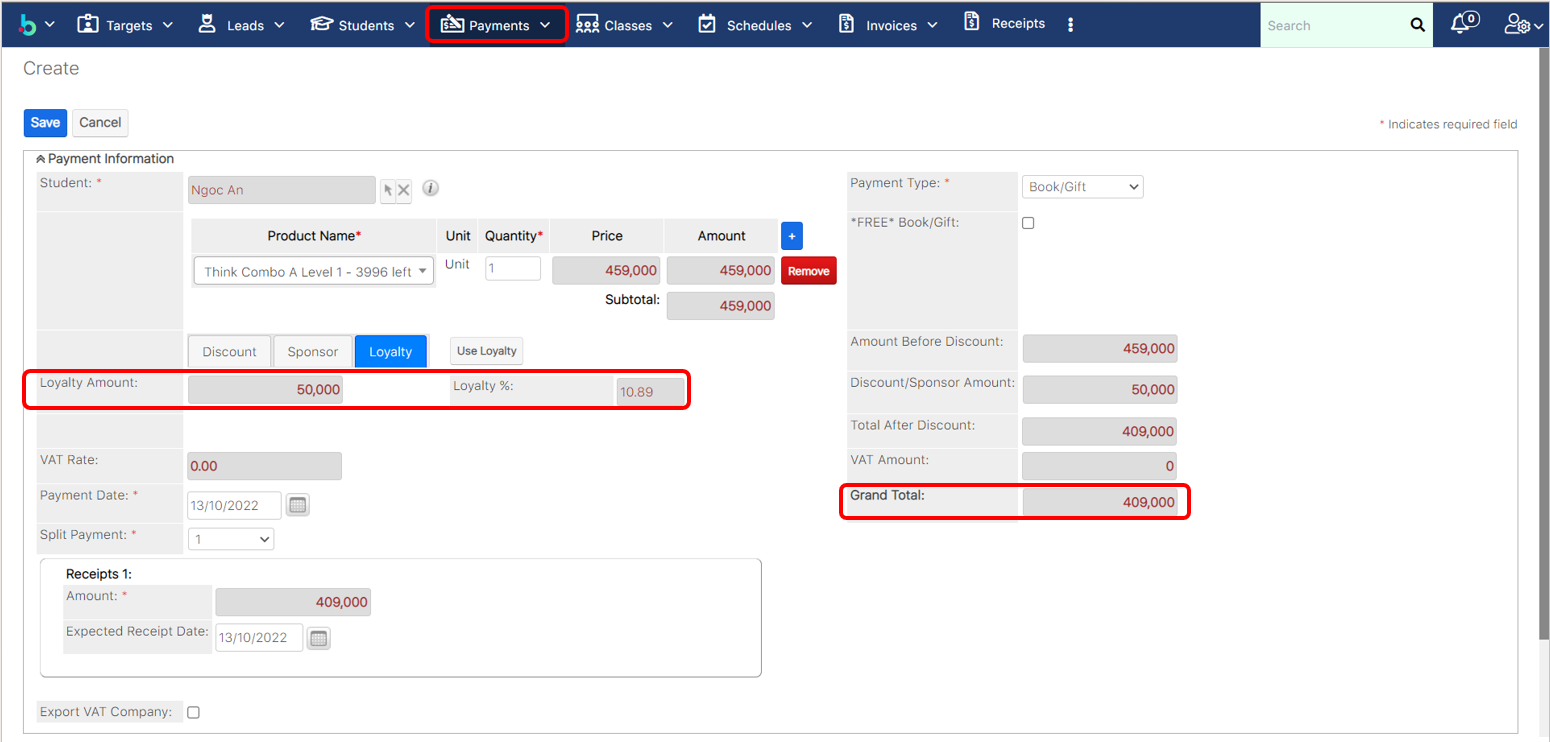 Targets Leads Students Payments Classes Schedules Invoices Receipts Search 0
Create
Save Cancel
* Indicates required field
Payment Information
Student: * Ngoc An i
Payment Type: * Book/Gift
*FREE* Book/Gift:
Product Name* Unit Quantity* Price Amount +
Think Combo A Level 1 - 3996 left Unit 1 459,000 459,000 Remove
Subtotal: 459,000
Discount Sponsor Loyalty Use Loyalty
Amount Before Discount: 459,000
Loyalty Amount: 50,000 Loyalty %: 10.89
Discount/Sponsor Amount: 50,000
Total After Discount: 409,000
VAT Rate: 0.00
VAT Amount: 0
Payment Date: * 13/10/2022
Grand Total: 409,000
Split Payment: * 1
Receipts 1:
Amount: * 409,000
Expected Receipt Date: 13/10/2022
Export VAT Company: